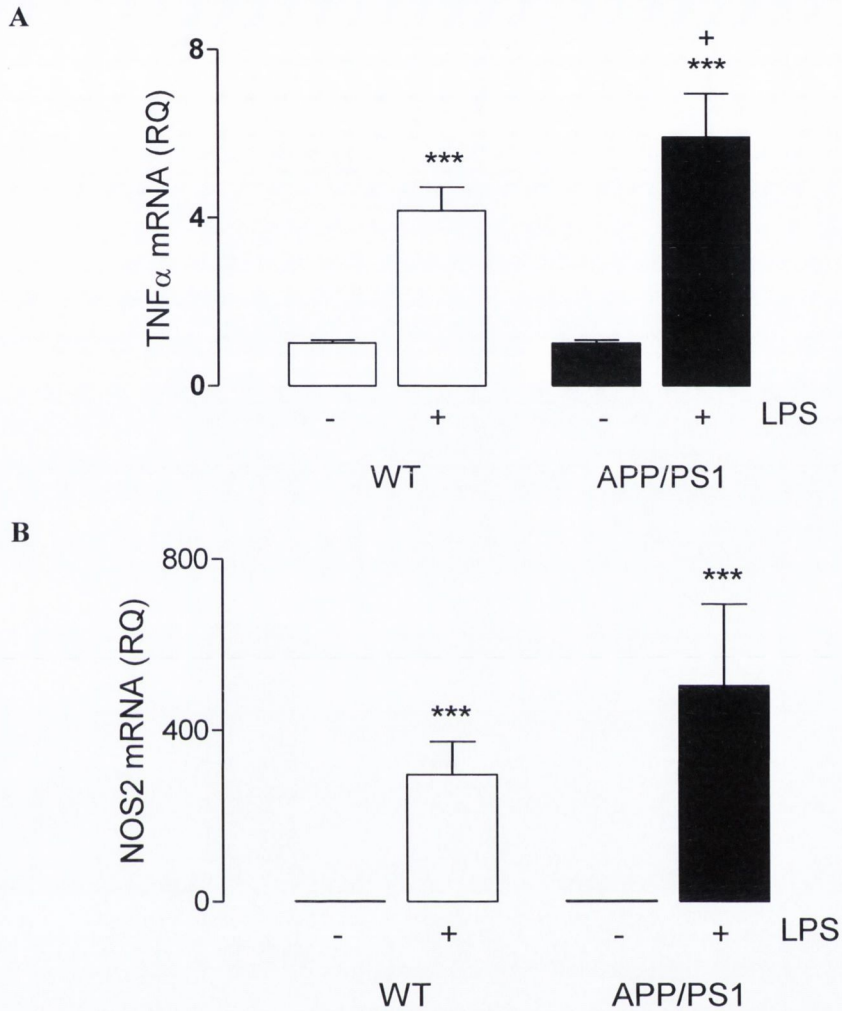 A
TNFα mRNA (RQ)
8
4
0
***
+
***
- + - + LPS
WT APP/PS1
B
NOS2 mRNA (RQ)
800
400
0
***
***
- + - + LPS
WT APP/PS1